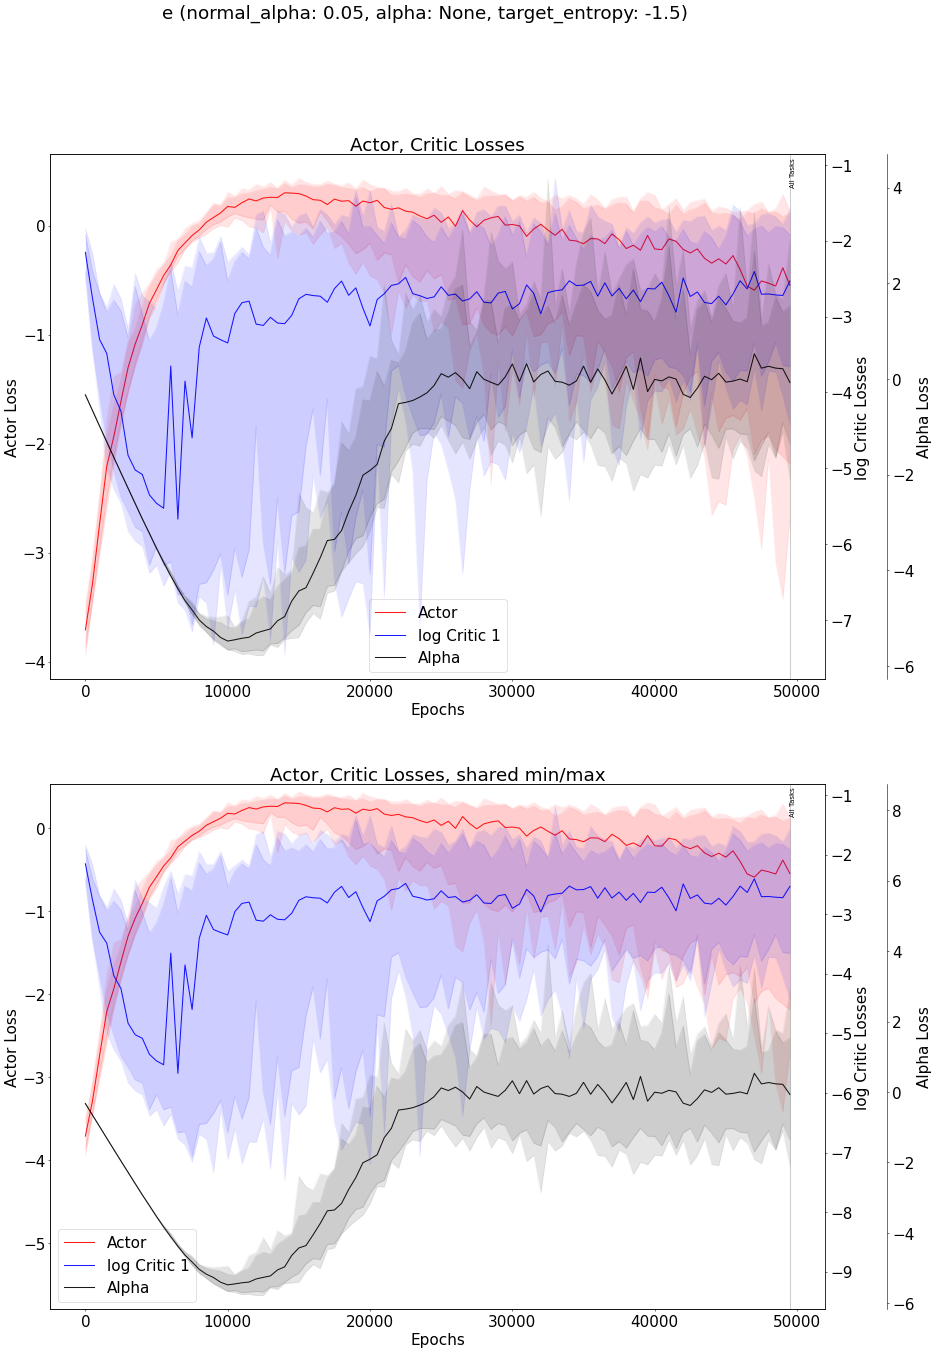 e (normal_alpha: 0.05, alpha: None, target_entropy: -1.5)
Actor, Critic Losses
All Tasks
0
−1
−2
−3
−4
Actor Loss
−1
−2
−3
−4
−5
−6
−7
log Critic Losses
4
2
0
−2
−4
−6
Alpha Loss
Actor
log Critic 1
Alpha
0 10000 20000 30000 40000 50000
Epochs
Actor, Critic Losses, shared min/max
All Tasks
0
−1
−2
−3
−4
−5
Actor Loss
−1
−2
−3
−4
−5
−6
−7
−8
−9
log Critic Losses
8
6
4
2
0
−2
−4
−6
Alpha Loss
Actor
log Critic 1
Alpha
0 10000 20000 30000 40000 50000
Epochs